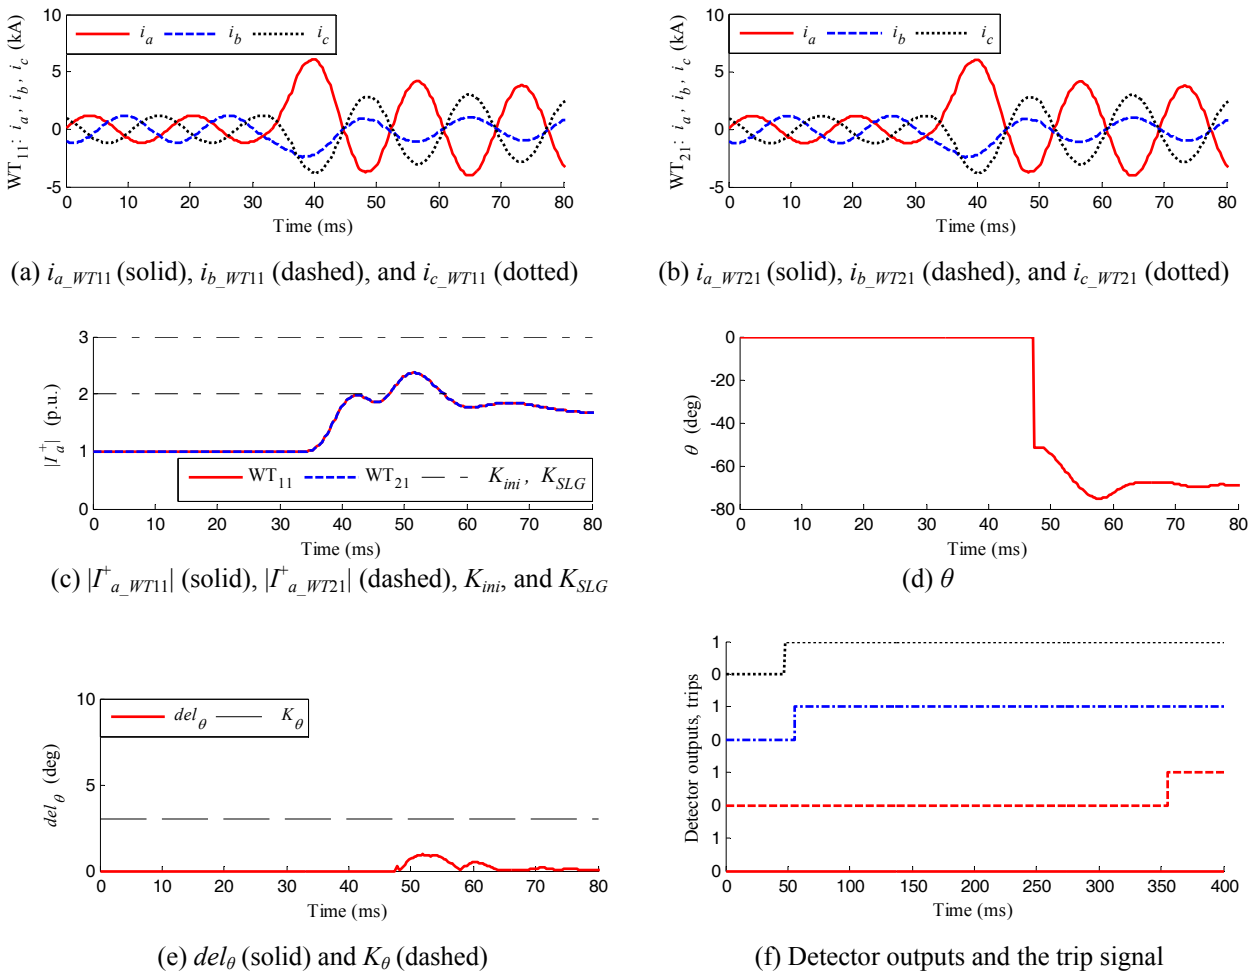 10
5
0
-5
WT11: ia, ib, ic (kA)
ia ib ic
0 10 20 30 40 50 60 70 80
Time (ms)
(a) ia_WT11 (solid), ib_WT11 (dashed), and ic_WT11 (dotted)
10
5
0
-5
WT21: ia, ib, ic (kA)
ia ib ic
0 10 20 30 40 50 60 70 80
Time (ms)
(b) ia_WT21 (solid), ib_WT21 (dashed), and ic_WT21 (dotted)
3
2
1
0
|Ia+| (p.u.)
WT11 WT21 Kini , KSLG
0 10 20 30 40 50 60 70 80
Time (ms)
(c) |I+a_WT11| (solid), |I+a_WT21| (dashed), Kini, and KSLG
0
-20
-40
-60
-80
-100
θ (deg)
0 10 20 30 40 50 60 70 80
Time (ms)
(d) θ
10
5
0
delθ (deg)
delθ Kθ
0 10 20 30 40 50 60 70 80
Time (ms)
(e) delθ (solid) and Kθ (dashed)
1
0
1
0
1
0
1
0
Detector outputs, trips
0 50 100 150 200 250 300 350 400
Time (ms)
(f) Detector outputs and the trip signal